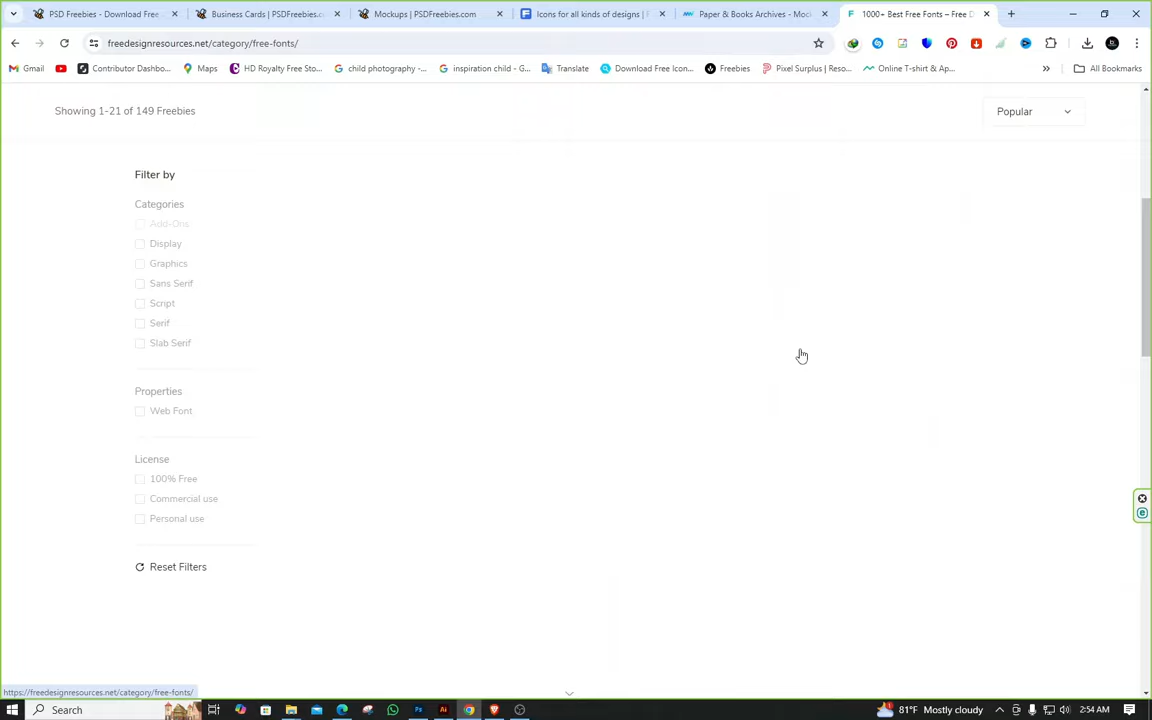 PSD Freebies - Download Free
Business Cards | PSDFreebies.co
Mockups | PSDFreebies.com
Icons for all kinds of designs |
Paper & Books Archives - Moc
1000+ Best Free Fonts – Free D
freedesignresources.net/category/free-fonts/
Gmail
Contributor Dashbo...
Maps
HD Royalty Free Sto...
child photography -...
inspiration child - G...
Translate
Download Free Icon...
Freebies
Pixel Surplus | Reso...
Online T-shirt & Ap...
All Bookmarks
Showing 1-21 of 149 Freebies
Popular
Filter by
Categories
Add-Ons
Display
Graphics
Sans Serif
Script
Serif
Slab Serif
Properties
Web Font
License
100% Free
Commercial use
Personal use
Reset Filters
https://freedesignresources.net/category/free-fonts/
Search
81°F Mostly cloudy
2:54 AM